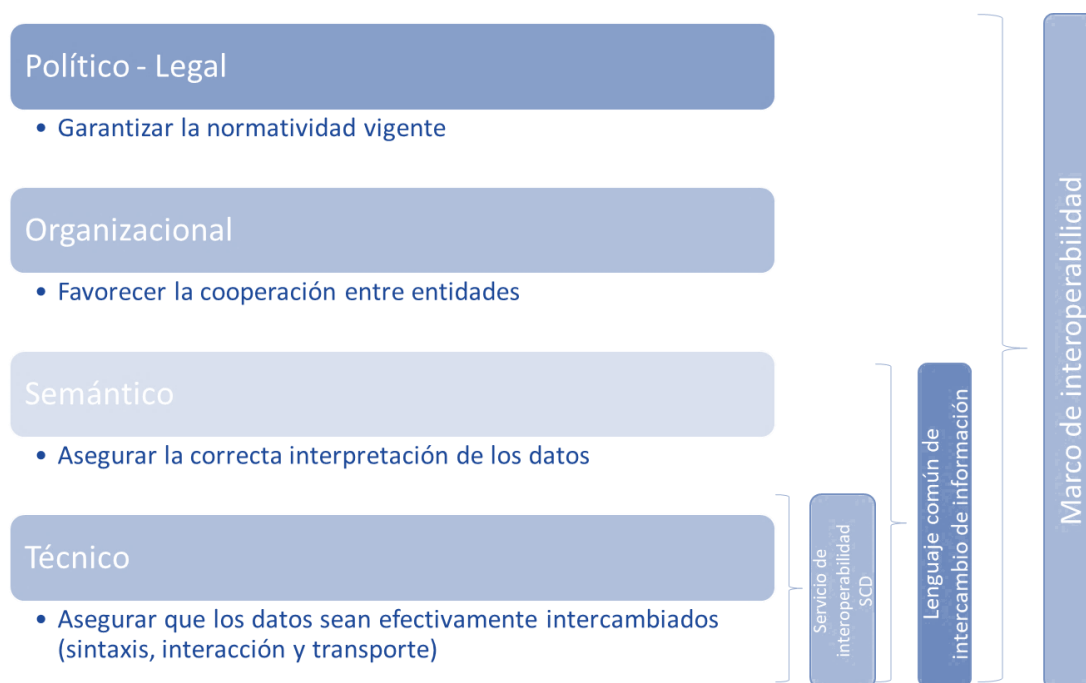 Político - Legal
• Garantizar la normatividad vigente
Organizacional
• Favorecer la cooperación entre entidades
Semántico
• Asegurar la correcta interpretación de los datos
Técnico
• Asegurar que los datos sean efectivamente intercambiados
(sintaxis, interacción y transporte)
Servicio de
interoperabilidad
SCD
Lenguaje común de
intercambio de información
Marco de interoperabilidad